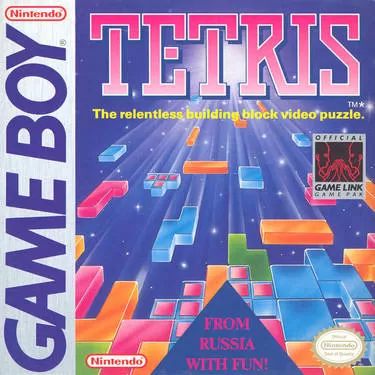 Nintendo
GAME BOY
®
TETRIS
TM
The relentless building block video puzzle.
OFFICIAL
GAME LINK
GAME PAK
FROM
RUSSIA
WITH FUN!
Nintendo
Official
Nintendo
Seal of Quality